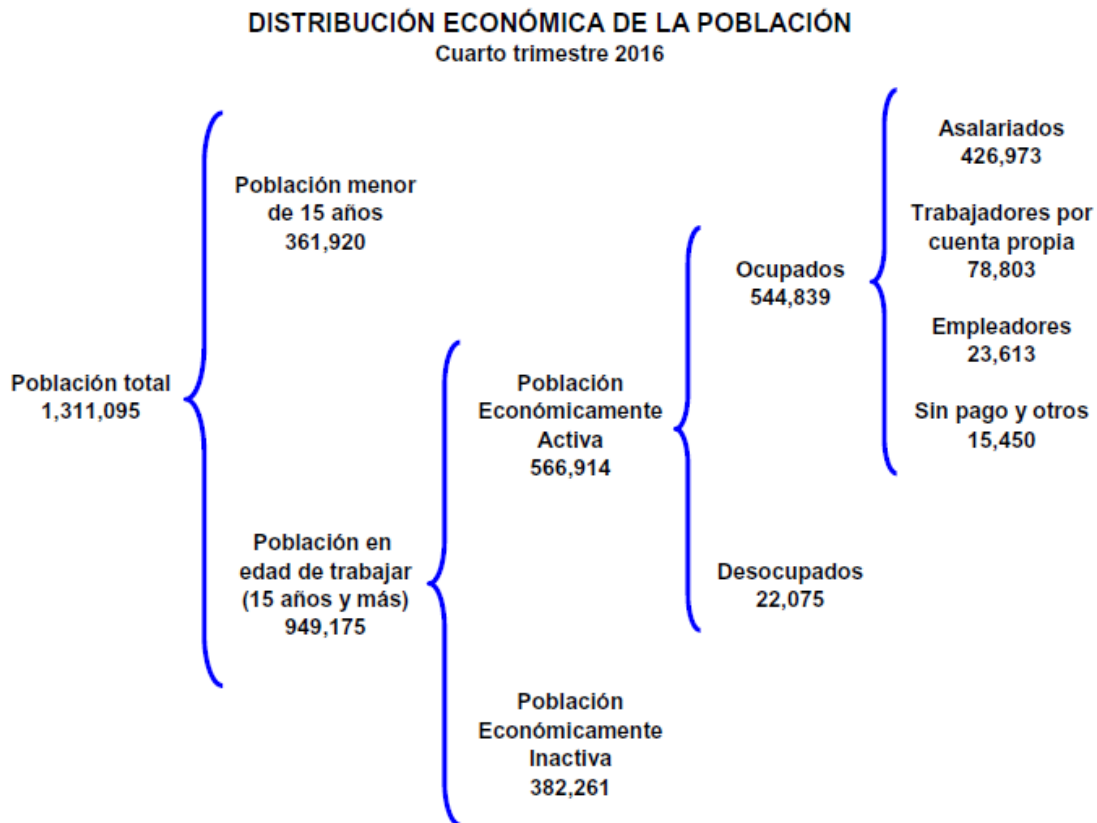 DISTRIBUCIÓN ECONÓMICA DE LA POBLACIÓN
Cuarto trimestre 2016
Población total
1,311,095
Población menor
de 15 años
361,920
Población en
edad de trabajar
(15 años y más)
949,175
Población
Económicamente
Activa
566,914
Población
Económicamente
Inactiva
382,261
Ocupados
544,839
Desocupados
22,075
Asalariados
426,973
Trabajadores por
cuenta propia
78,803
Empleadores
23,613
Sin pago y otros
15,450